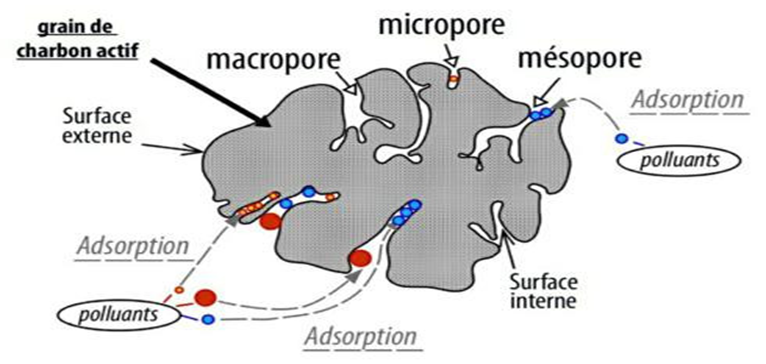 grain de
charbon actif
macropore
micropore
mésopore
Adsorption
Surface
externe
polluants
Adsorption
Surface
interne
polluants
Adsorption